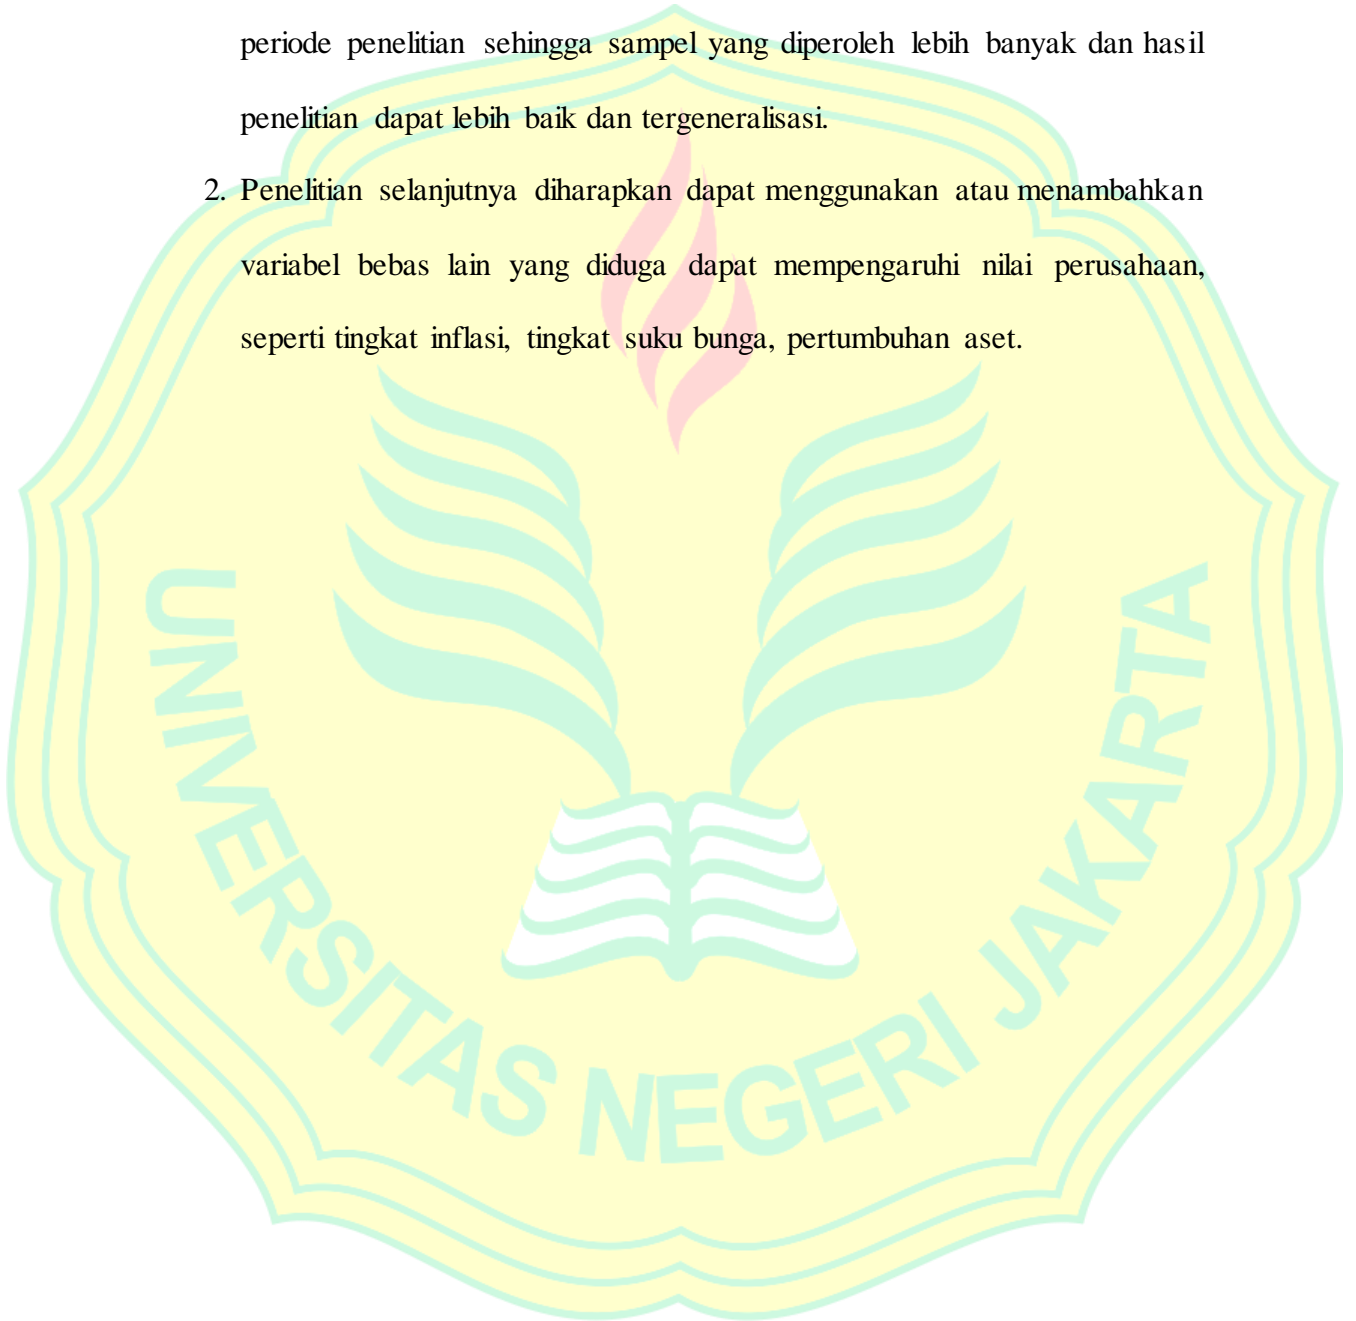 periode penelitian sehingga sampel yang diperoleh lebih banyak dan hasil
penelitian dapat lebih baik dan tergeneralisasi.
2. Penelitian selanjutnya diharapkan dapat menggunakan atau menambahkan
variabel bebas lain yang diduga dapat mempengaruhi nilai perusahaan,
seperti tingkat inflasi, tingkat suku bunga, pertumbuhan aset.
UNIVERSITAS NEGERI JAKARTA